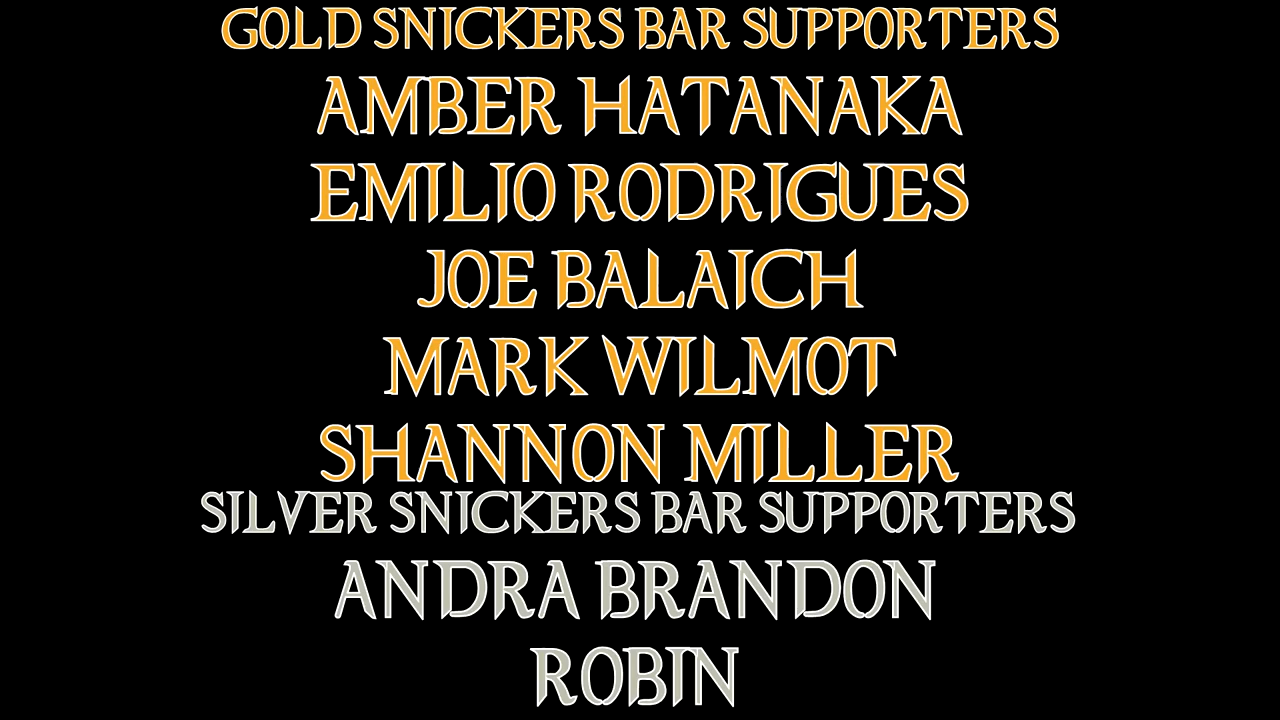 GOLD SNICKERS BAR SUPPORTERS
AMBER HATANAKA
EMILIO RODRIGUES
JOE BALAICH
MARK WILMOT
SHANNON MILLER
SILVER SNICKERS BAR SUPPORTERS
ANDRA BRANDON
ROBIN